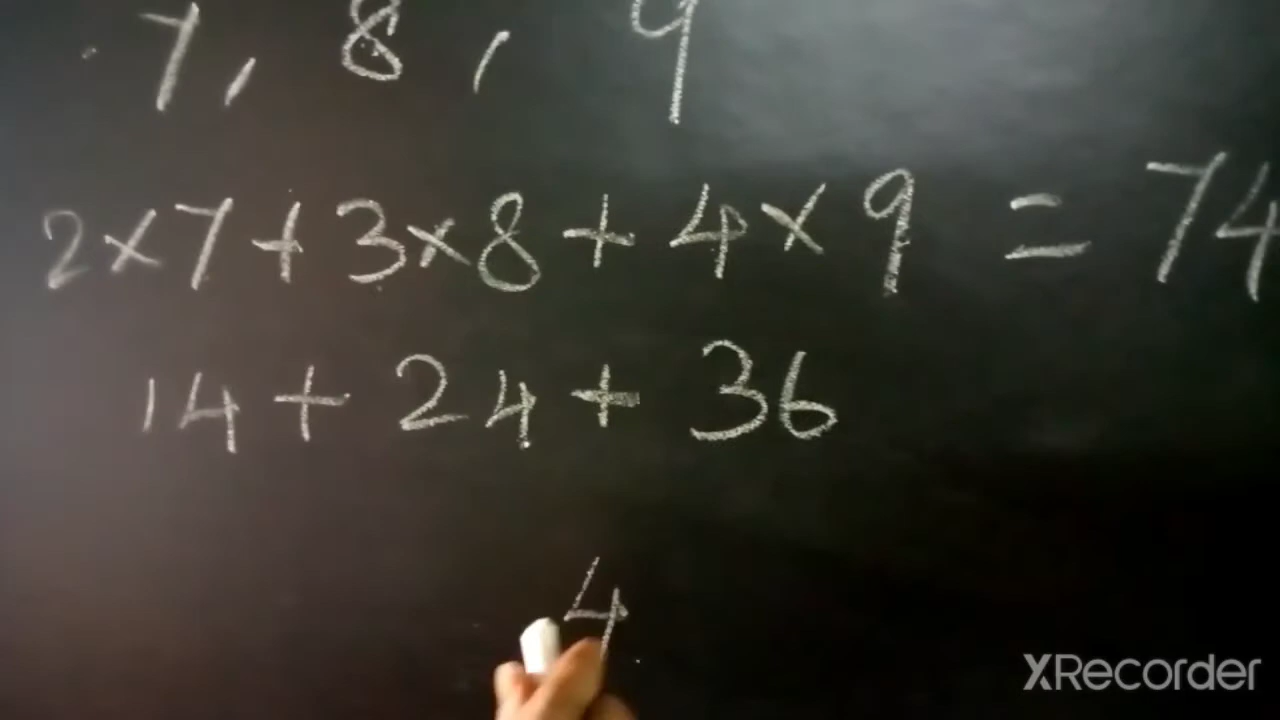 7, 8, 9
2×7+3×8+4×9 = 74
14+24+36
4
XRecorder